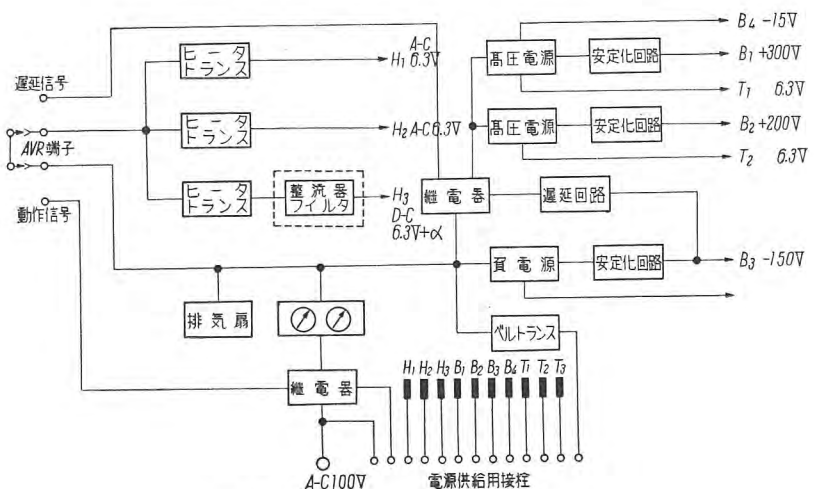 B4 -15V
A-C
H1 6.3V
ヒータ
トランス
高圧電源
安定化回路
B1 +300V
遅延信号
T1 6.3V
ヒータ
トランス
H2 A-C 6.3V
高圧電源
安定化回路
B2 +200V
AVR端子
T2 6.3V
ヒータ
トランス
整流器
フィルタ
H3
D-C
6.3V+α
継電器
遅延回路
動作信号
負電源
安定化回路
B3 -150V
排気扇
ベルトランス
継電器
H1 H2 H3 B1 B2 B3 B4 T1 T2 T3
A-C100V
電源供給用接栓